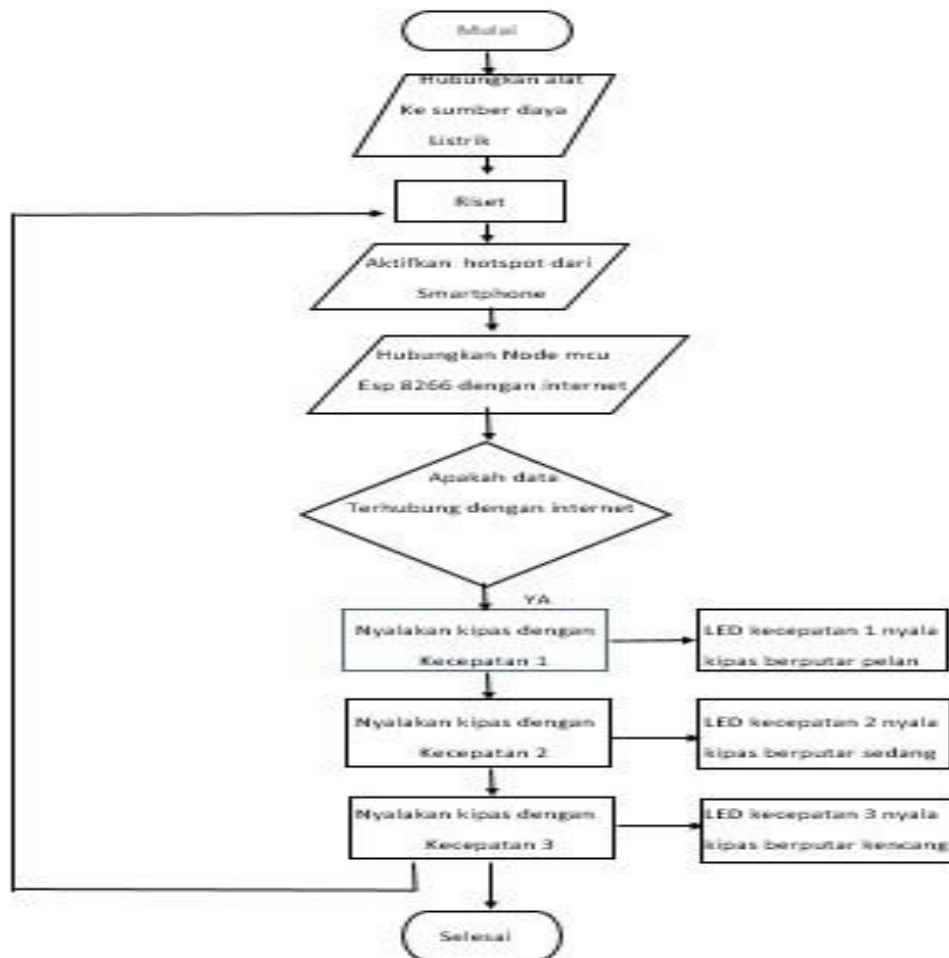 Mulai
Hubungkan alat
Ke sumber daya
Listrik
Riset
Aktifkan hotspot dari
Smartphone
Hubungkan Node mcu
Esp 8266 dengan internet
Apakah data
Terhubung dengan internet
YA
Nyalakan kipas dengan
Kecepatan 1
LED kecepatan 1 nyala
kipas berputar pelan
Nyalakan kipas dengan
Kecepatan 2
LED kecepatan 2 nyala
kipas berputar sedang
Nyalakan kipas dengan
Kecepatan 3
LED kecepatan 3 nyala
kipas berputar kencang
Selesai